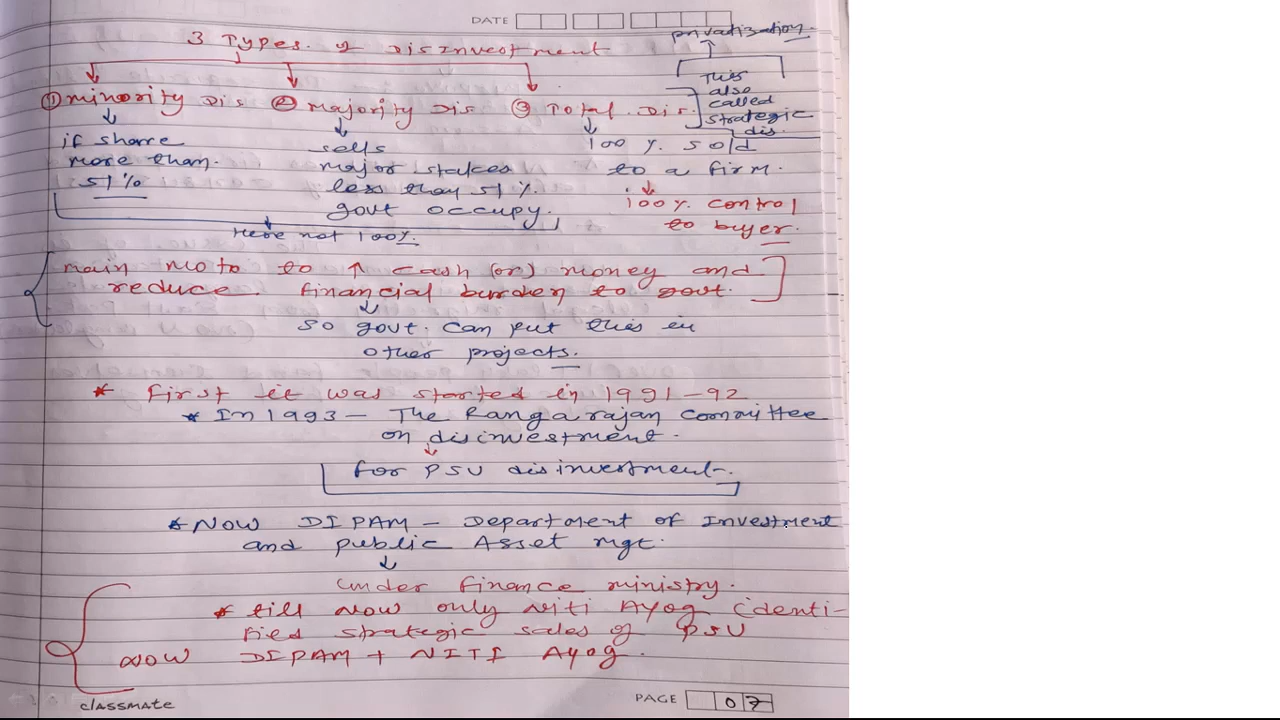 DATE
privatization.
3 Types of Disinvestment
This
also
called
strategic
dis.
① minority Dis ② majority Dis ③ Total. Dis.
if share
more than.
51%
sells
major stakes
less than 51%.
govt occupy.
100 % sold
to a firm.
100% control
to buyer.
Here not 100%.
main moto to ↑ cash (or) money and
reduce. financial burden to govt.
so govt. can put this in
other projects.
* First it was started in 1991-92
* In 1993 - The Rangarajan Committee
on disinvestment.
for PSU disinvestment.
* Now DIPAM - Department of Investment
and public Asset mgt.
under finance ministry.
* till now only niti Ayog identi-
fied strategic sales of PSU
now DIPAM + NITI Ayog.
classmate
PAGE 07